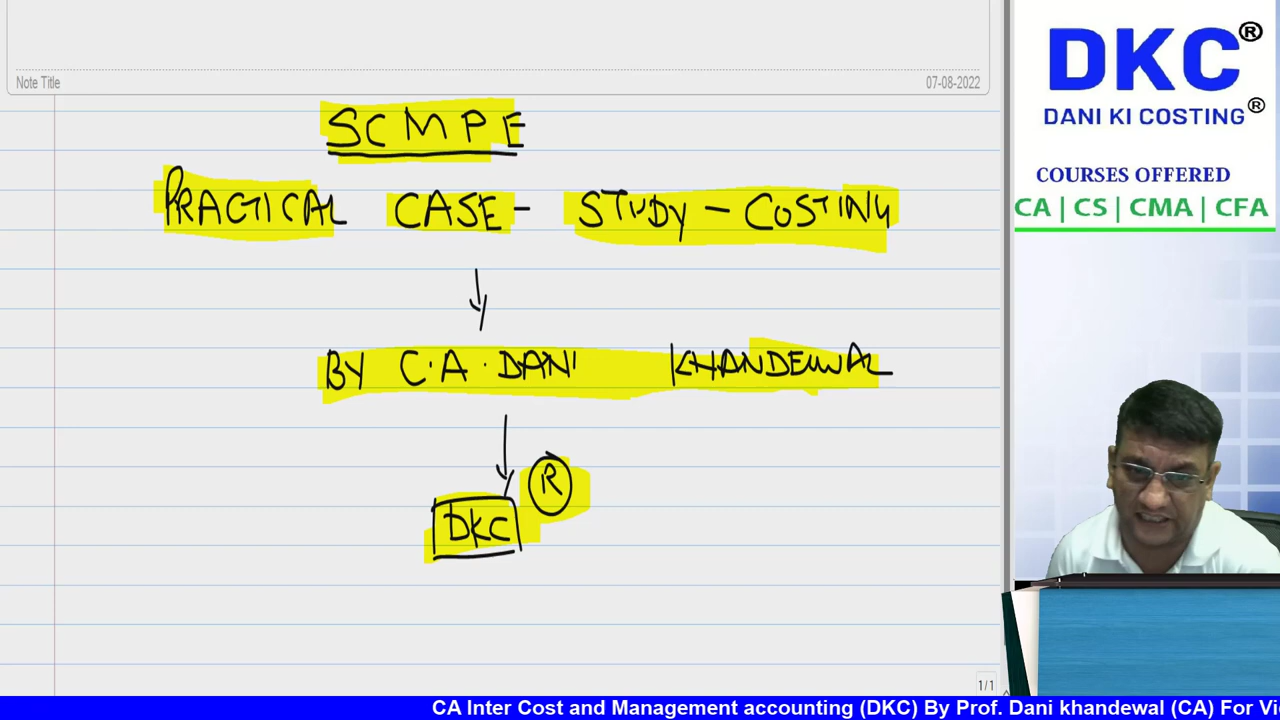 Note Title
07-08-2022
SCMPE
PRACTICAL CASE- STUDY - COSTING
BY C.A. DANI KHANDELWAL
R
DKC
1/1
DKC®
DANI KI COSTING®
COURSES OFFERED
CA | CS | CMA | CFA
CA Inter Cost and Management accounting (DKC) By Prof. Dani khandewal (CA) For Vi